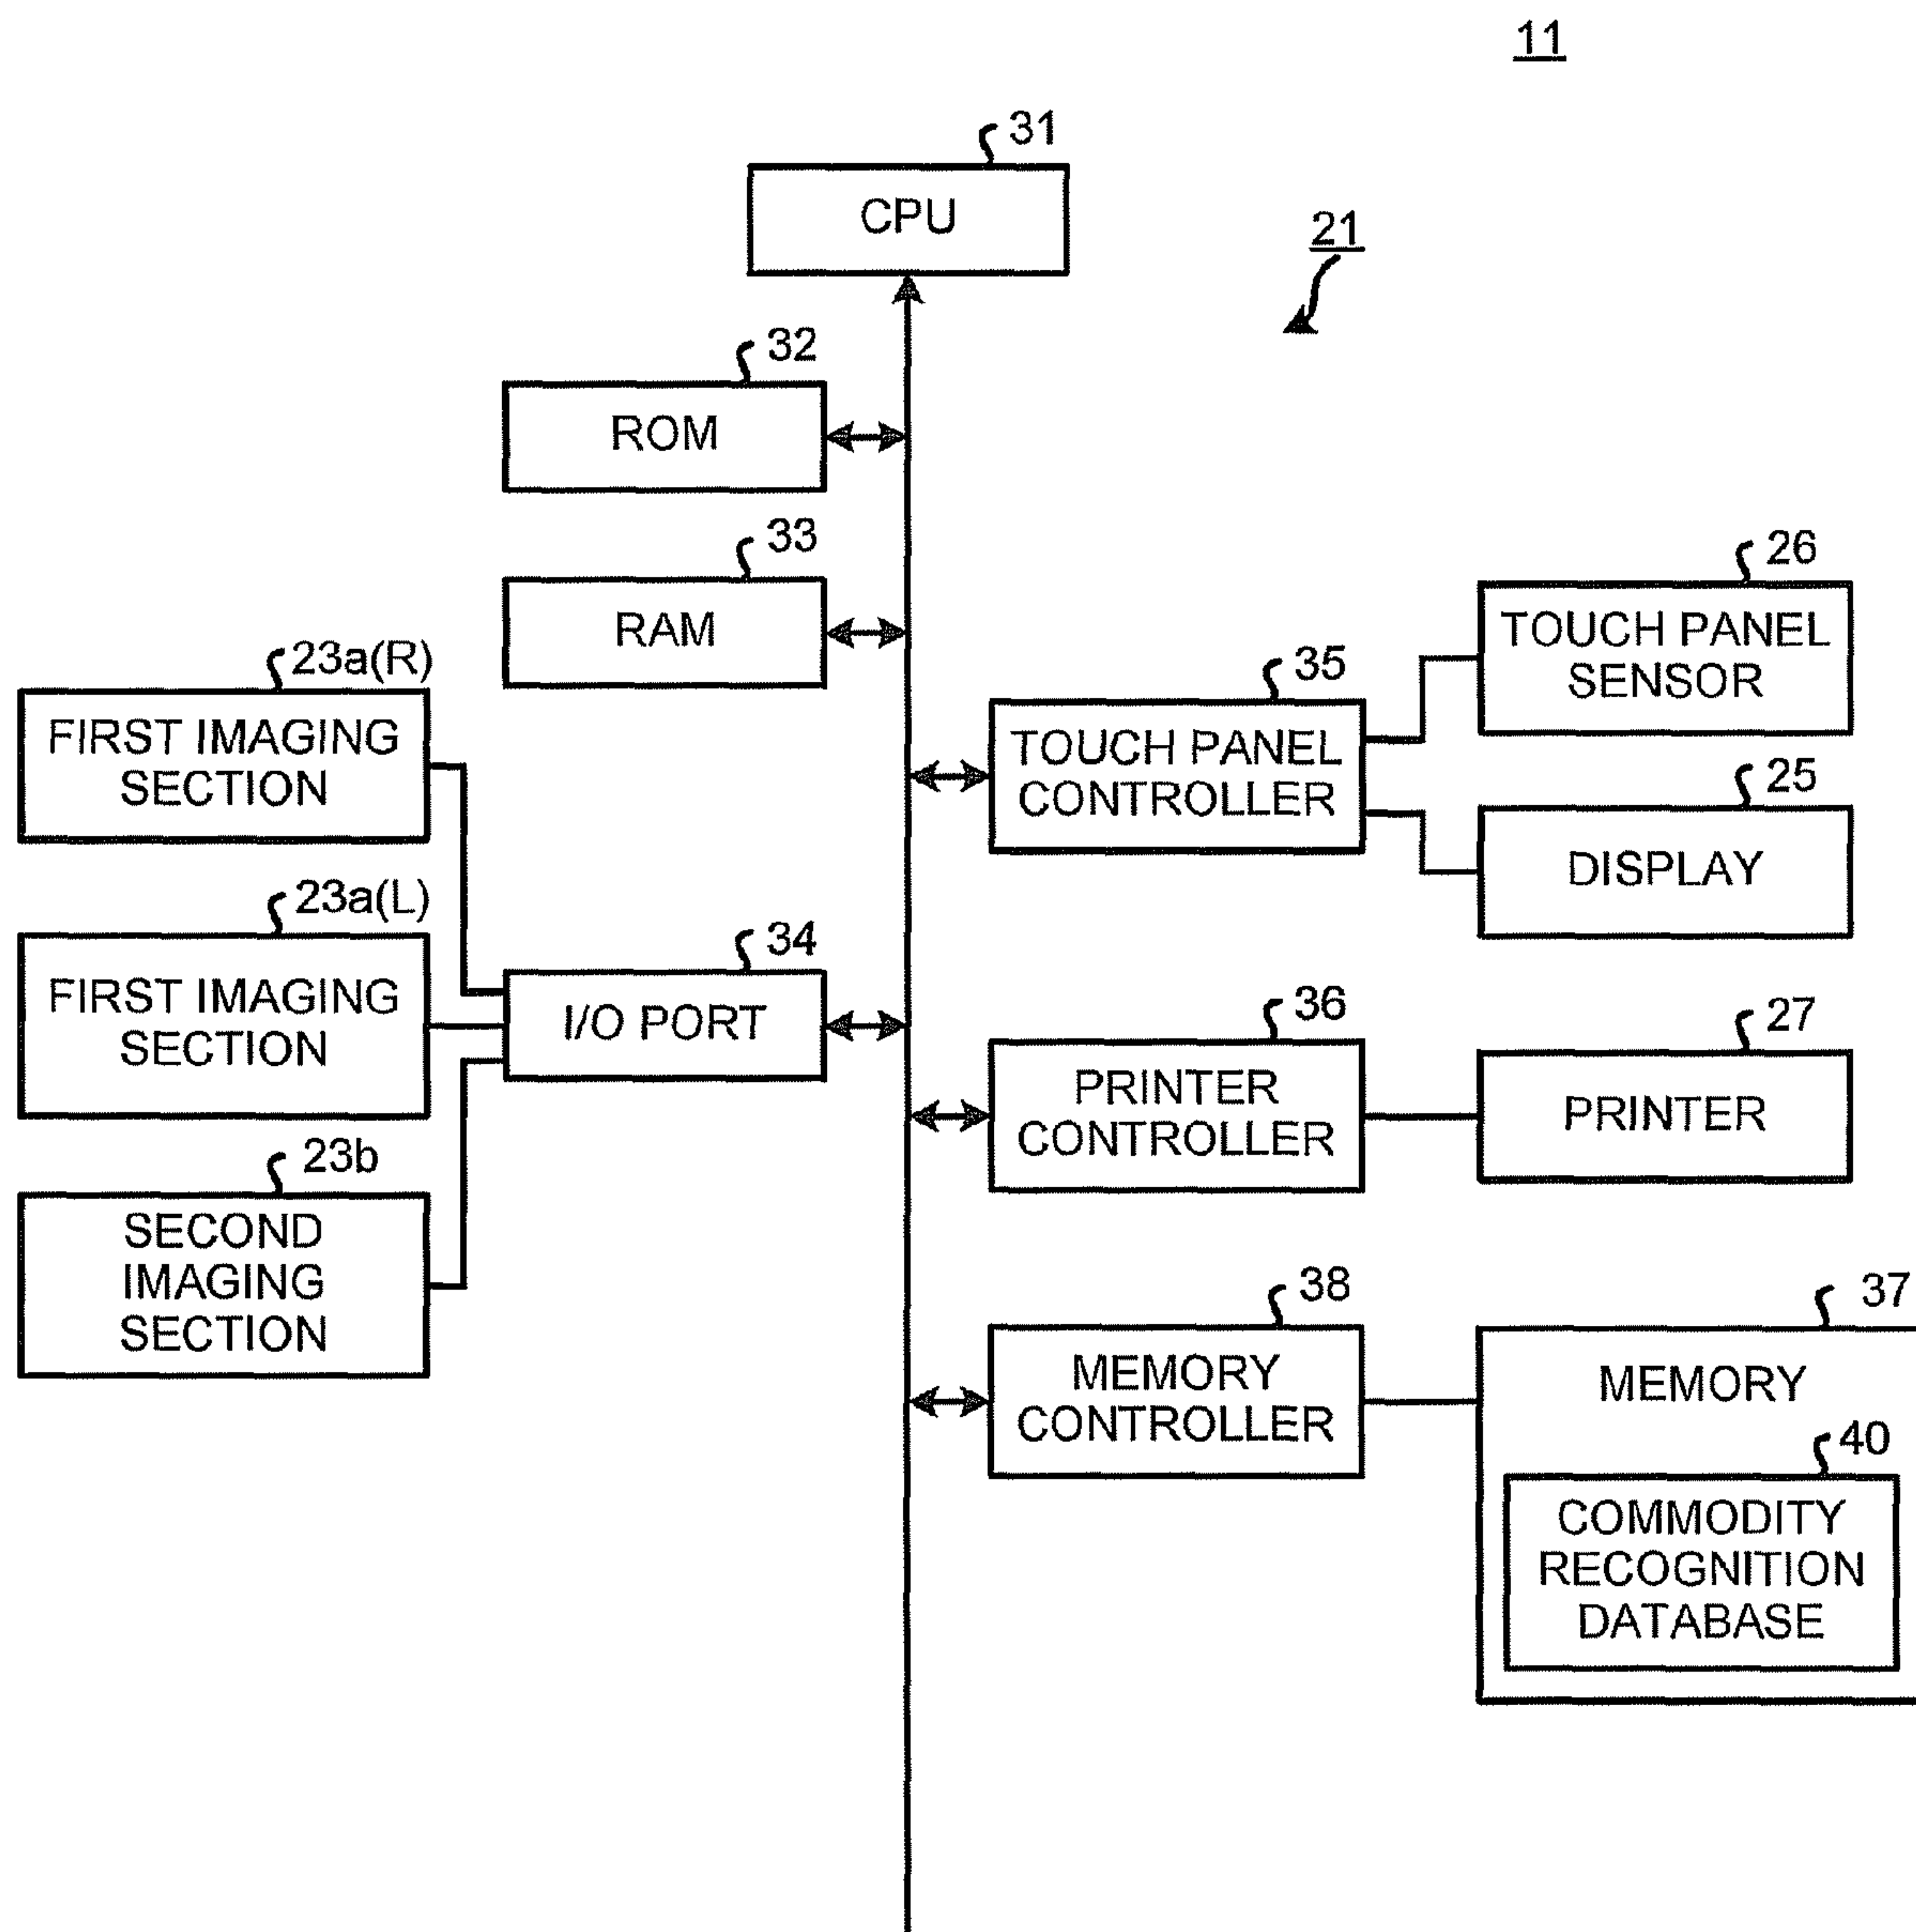 11
31
CPU
21
32
ROM
33
RAM
23a(R)
FIRST IMAGING
SECTION
23a(L)
FIRST IMAGING
SECTION
34
I/O PORT
23b
SECOND
IMAGING
SECTION
35
TOUCH PANEL
CONTROLLER
26
TOUCH PANEL
SENSOR
25
DISPLAY
36
PRINTER
CONTROLLER
27
PRINTER
38
MEMORY
CONTROLLER
37
MEMORY
40
COMMODITY
RECOGNITION
DATABASE